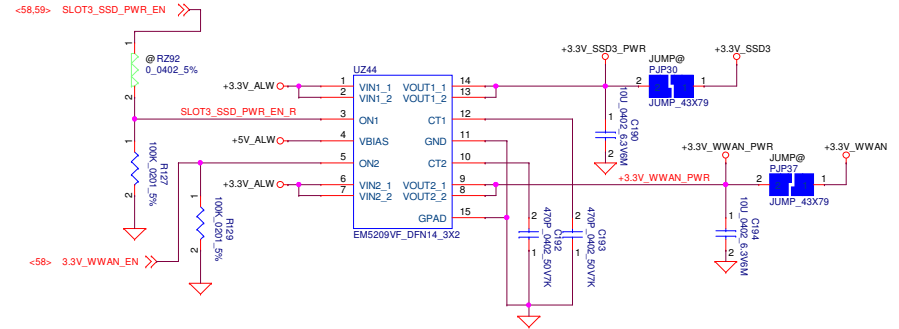 <58,59> SLOT3_SSD_PWR_EN
1
@ RZ92
0_0402_5%
2
SLOT3_SSD_PWR_EN_R
1
R127
100K_0201_5%
2
1
R129
100K_0201_5%
2
<58> 3.3V_WWAN_EN
+3.3V_ALW
+5V_ALW
+3.3V_ALW
UZ44
1 VIN1_1 VOUT1_1 14
2 VIN1_2 VOUT1_2 13
3 ON1 CT1 12
4 VBIAS GND 11
5 ON2 CT2 10
6 VIN2_1 VOUT2_1 9
7 VIN2_2 VOUT2_2 8
GPAD 15
EM5209VF_DFN14_3X2
2
1
C192
470P_0402_50V7K
2
1
C193
470P_0402_50V7K
+3.3V_SSD3_PWR
JUMP@
PJP30
2 1
JUMP_43X79
+3.3V_SSD3
1
2
C190
10U_0402_6.3V6M
+3.3V_WWAN_PWR
+3.3V_WWAN_PWR
JUMP@
PJP37
2 1
JUMP_43X79
+3.3V_WWAN
1
2
C194
10U_0402_6.3V6M